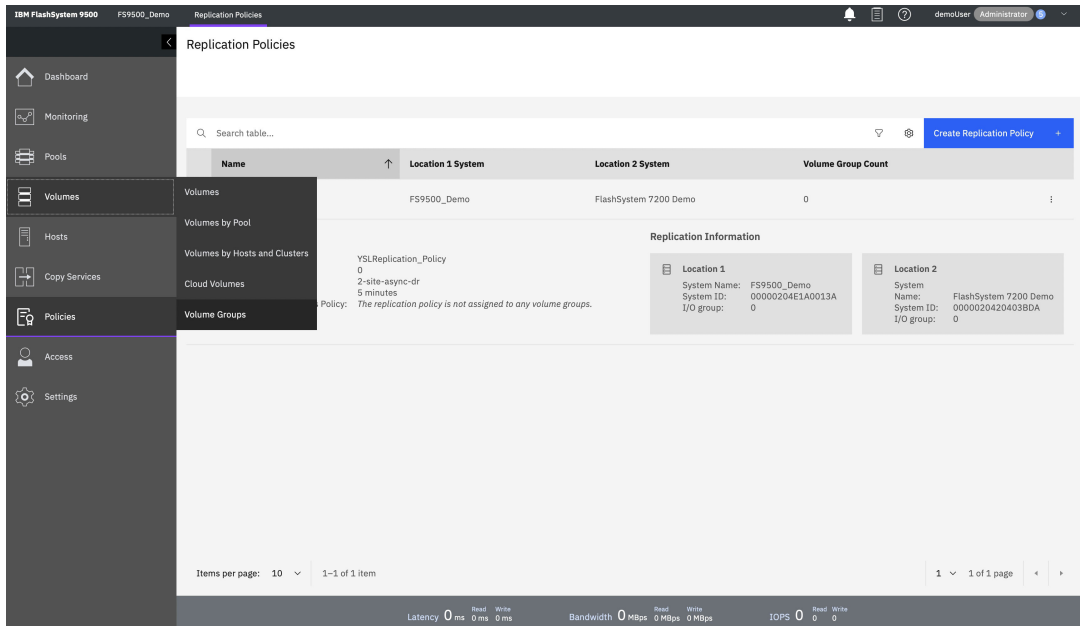 IBM FlashSystem 9500 FS9500_Demo Replication Policies demoUser Administrator S
Replication Policies
Dashboard
Monitoring
Pools
Volumes
Hosts
Copy Services
Policies
Access
Settings
Volumes
Volumes by Pool
Volumes by Hosts and Clusters
Cloud Volumes
Volume Groups
Search table...
Create Replication Policy +
Name Location 1 System Location 2 System Volume Group Count
FS9500_Demo FlashSystem 7200 Demo 0
YSLReplication_Policy
0
2-site-async-dr
5 minutes
Policy: The replication policy is not assigned to any volume groups.
Replication Information
Location 1
System Name: FS9500_Demo
System ID: 00000204E1A0013A
I/O group: 0
Location 2
System
Name: FlashSystem 7200 Demo
System ID: 0000020420403BDA
I/O group: 0
Items per page: 10 1–1 of 1 item 1 1 of 1 page
Latency 0 ms Read 0 ms Write 0 ms Bandwidth 0 MBps Read 0 MBps Write 0 MBps IOPS 0 Read 0 Write 0